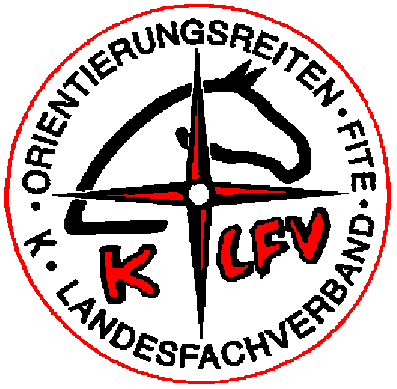 ORIENTIERUNGSREITEN · FITE ·
K · LANDESFACHVERBAND ·
K LFV